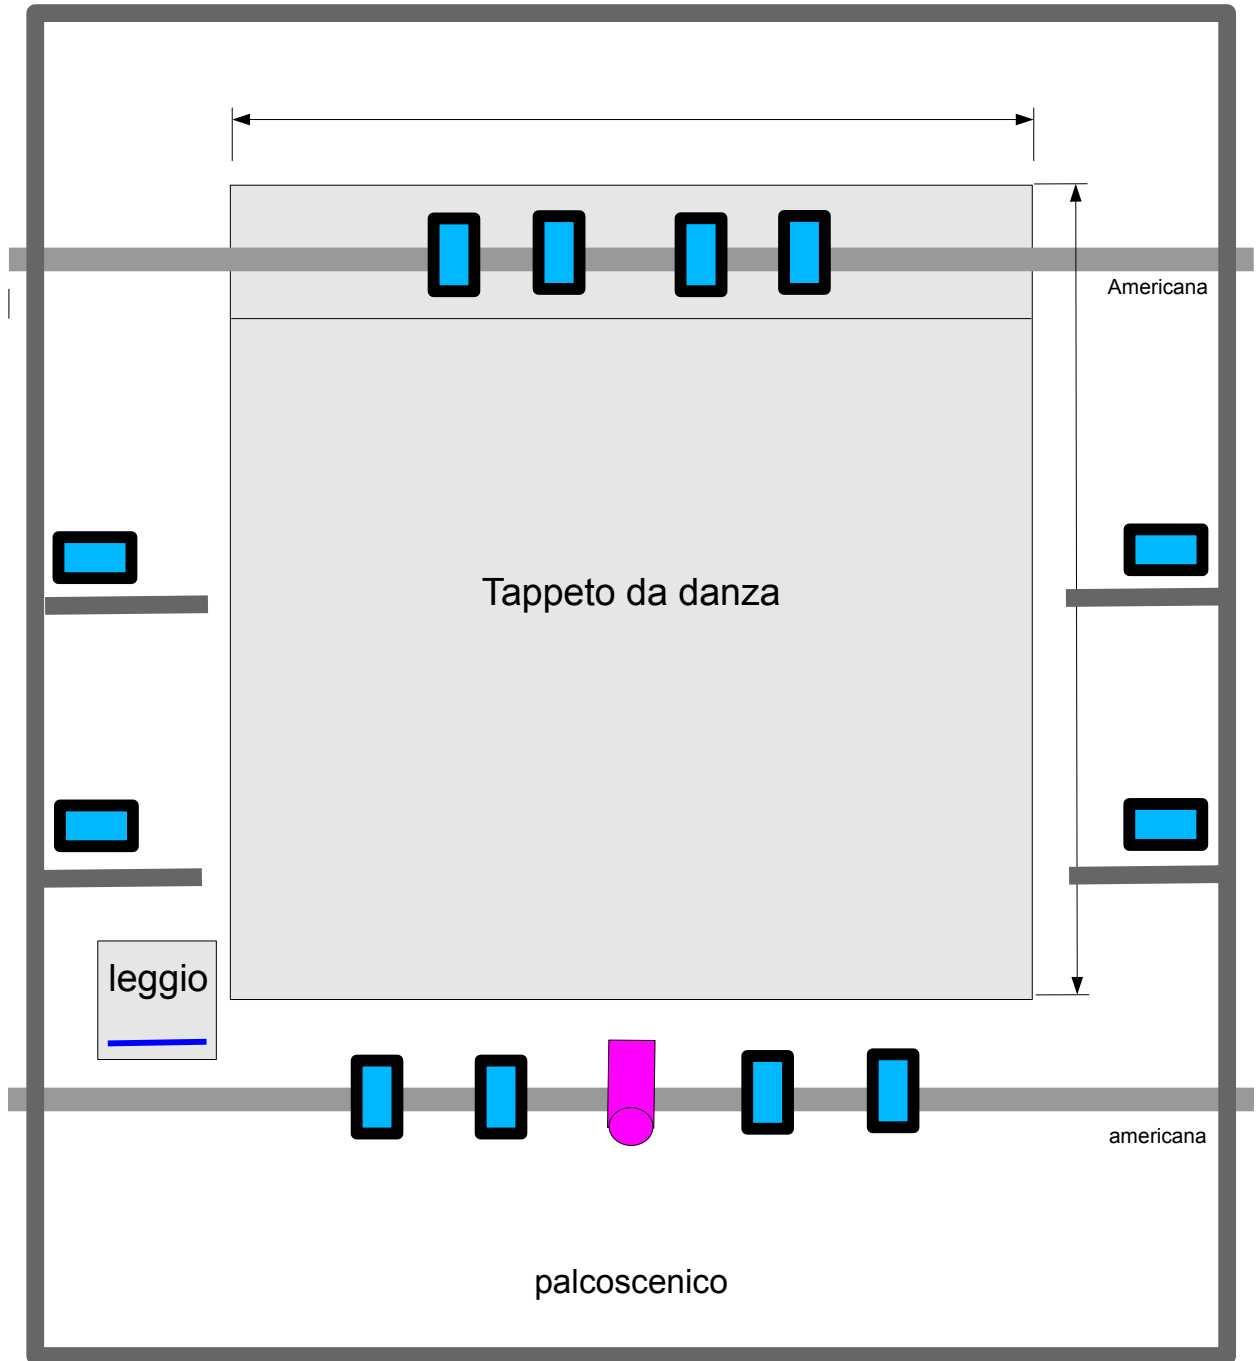 Americana
Tappeto da danza
leggio
americana
palcoscenico